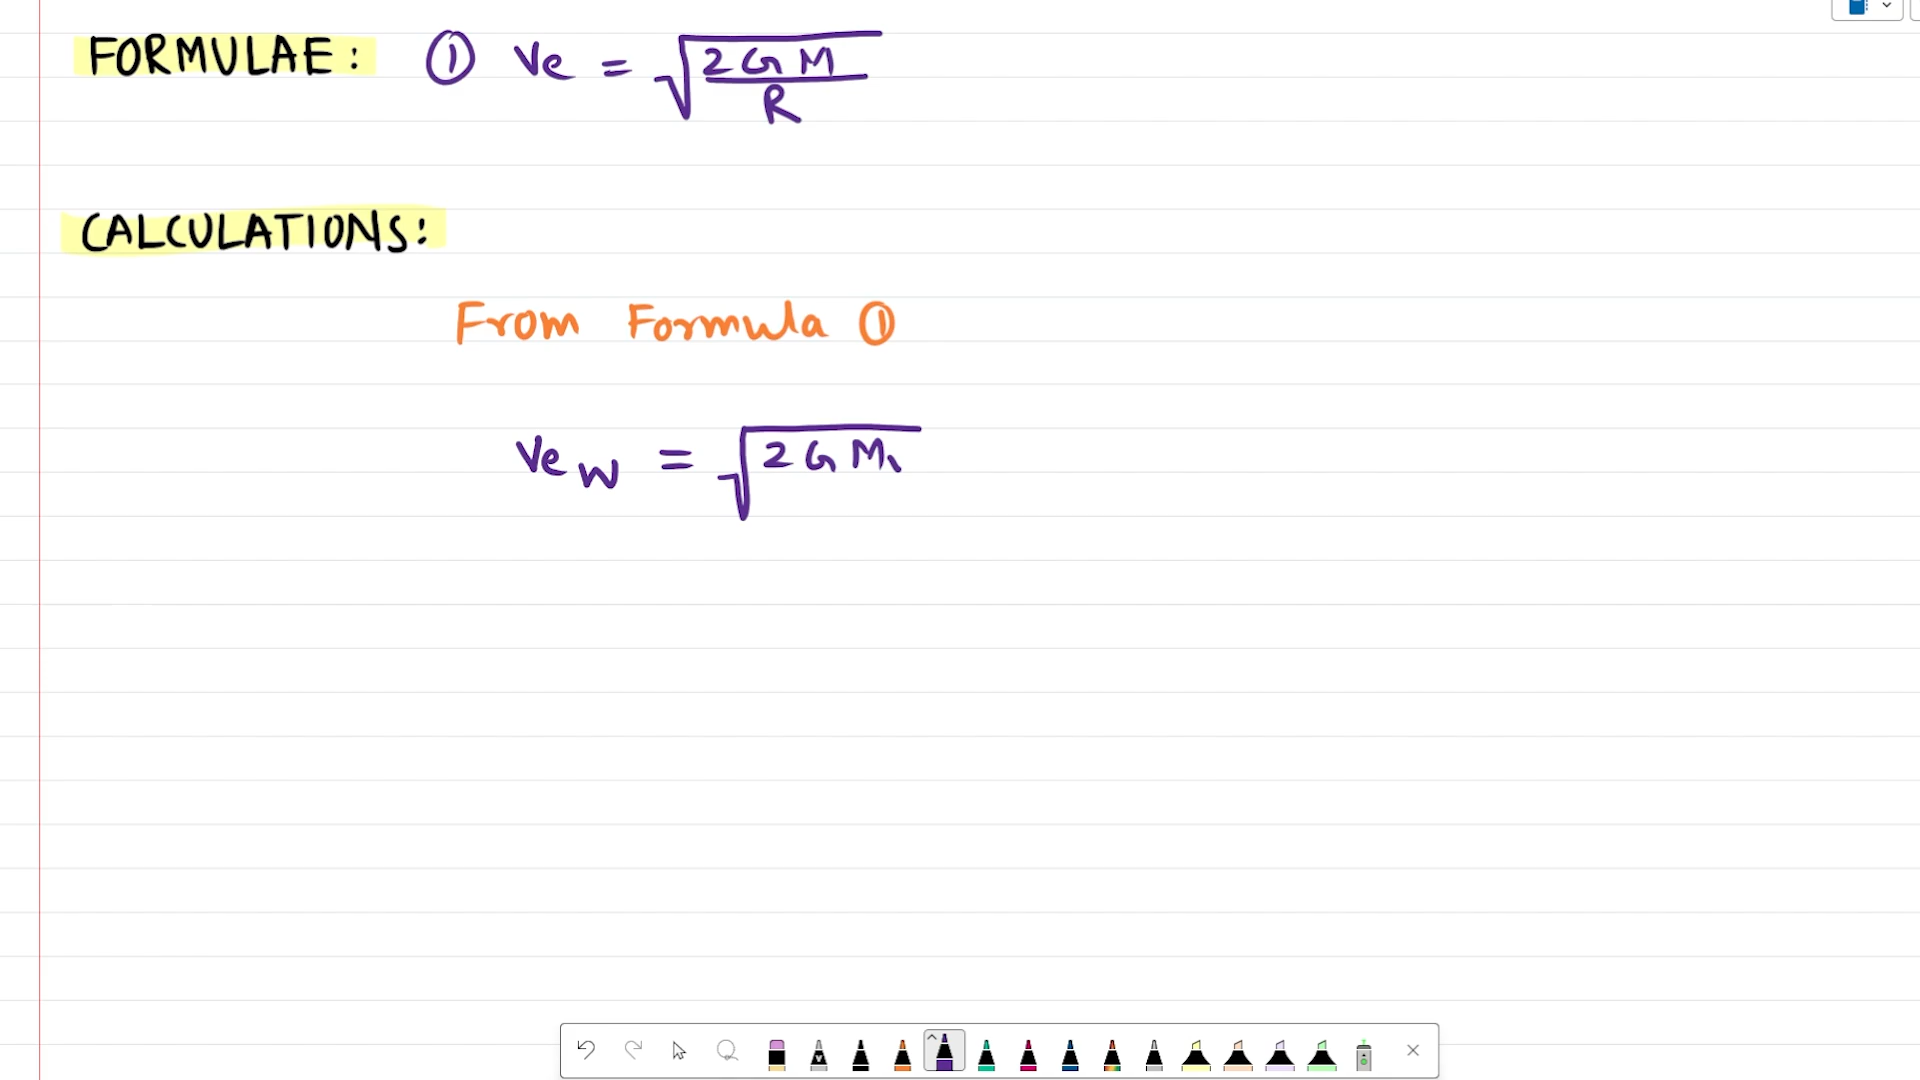 FORMULAE: ① Ve = √(2GM/R)
CALCULATIONS:
From Formula ①
Ve_W = √2GM